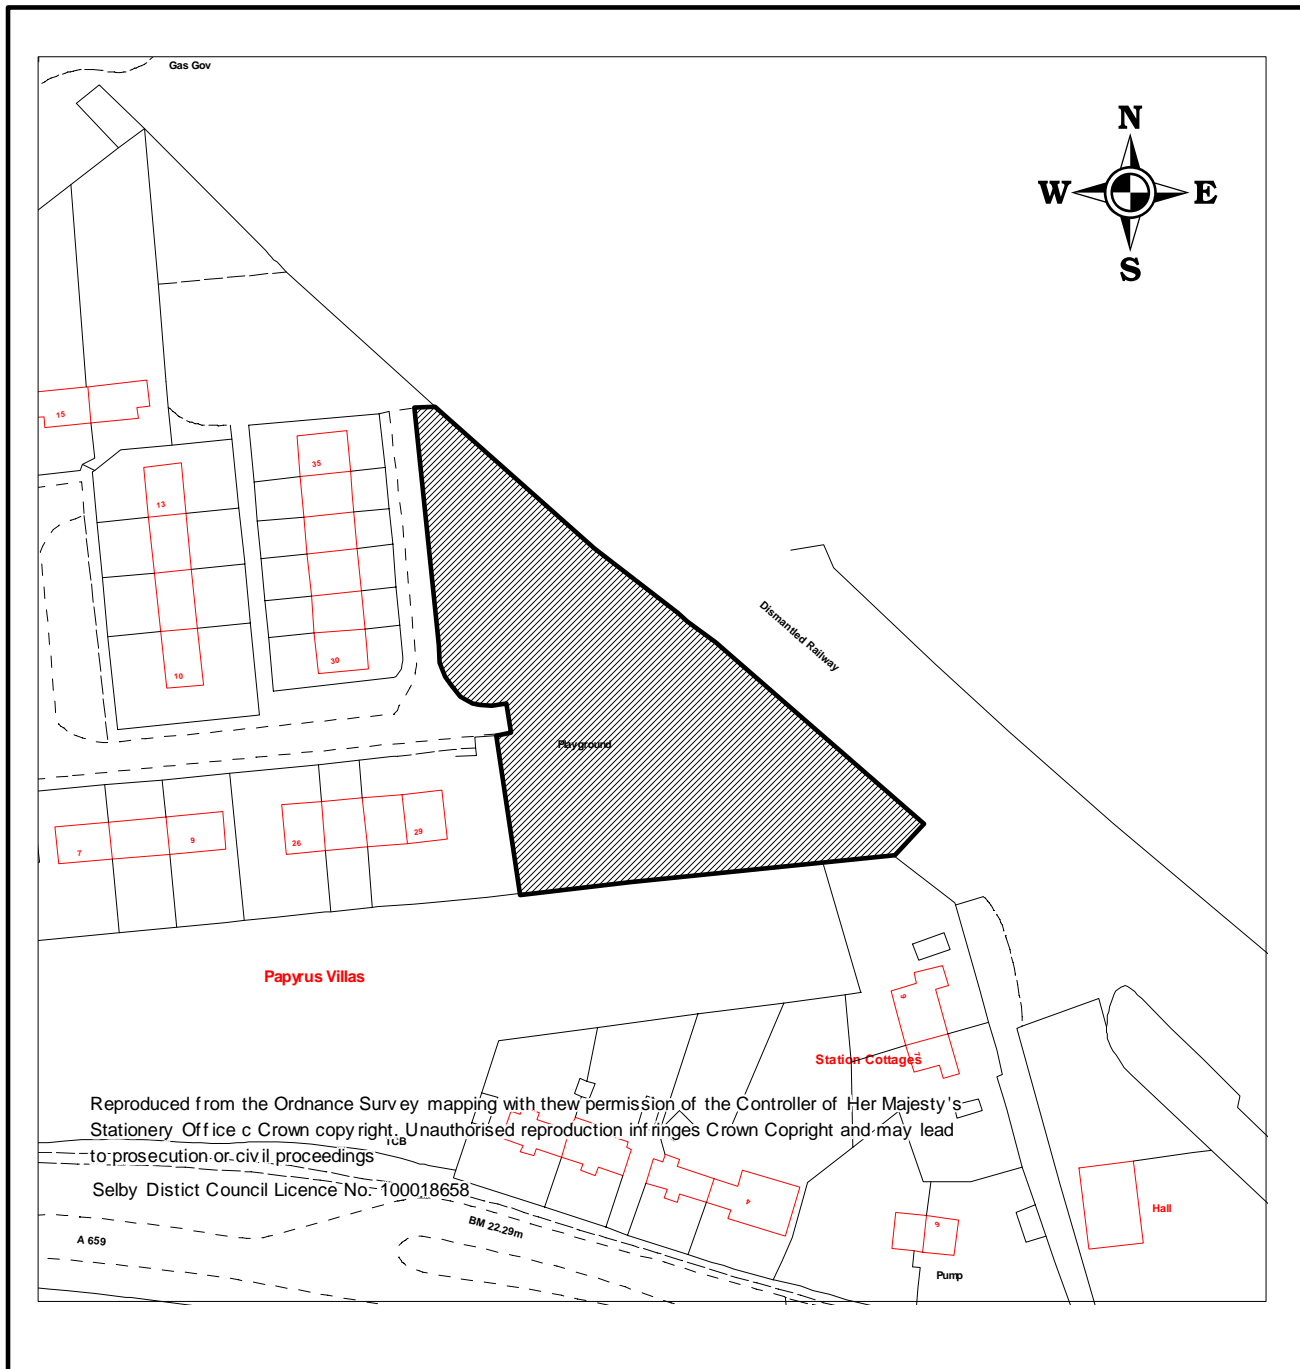 Gas Gov
N
W E
S
15
35
13
Dismantled Railway
30
10
Playground
29
26
9
7
Papyrus Villas
6
Station Cottages
7
Reproduced from the Ordnance Survey mapping with thew permission of the Controller of Her Majesty's
Stationery Office c Crown copyright. Unauthorised reproduction infringes Crown Copright and may lead
TCB
to prosecution or civil proceedings
Selby Distict Council Licence No. 100018658
4
Hall
BM 22.29m
A 659
Pump